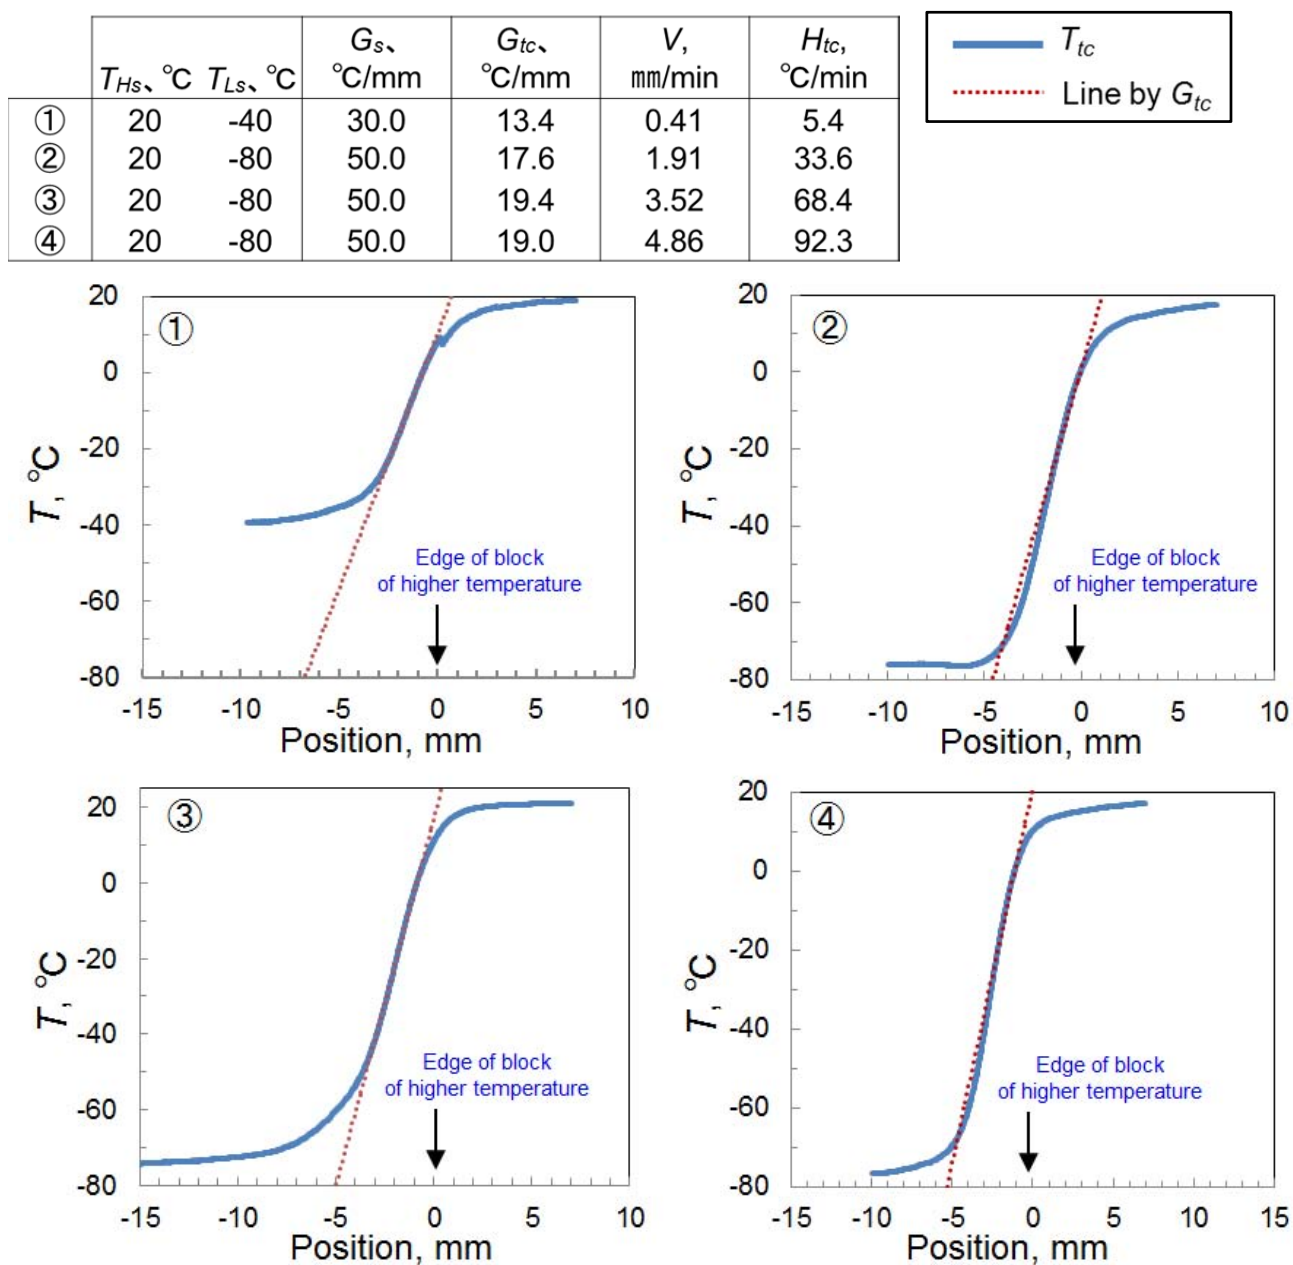 G_s、 G_tc、 V, H_tc,
T_Hs、℃ T_Ls、℃ ℃/mm ℃/mm ㎜/min ℃/min
① 20 -40 30.0 13.4 0.41 5.4
② 20 -80 50.0 17.6 1.91 33.6
③ 20 -80 50.0 19.4 3.52 68.4
④ 20 -80 50.0 19.0 4.86 92.3
T_tc
Line by G_tc
①
20
0
-20
-40
-60
-80
T, ℃
Edge of block
of higher temperature
-15 -10 -5 0 5 10
Position, mm
②
20
0
-20
-40
-60
-80
T, ℃
Edge of block
of higher temperature
-15 -10 -5 0 5 10
Position, mm
③
20
0
-20
-40
-60
-80
T, ℃
Edge of block
of higher temperature
-15 -10 -5 0 5 10
Position, mm
④
20
0
-20
-40
-60
-80
T, ℃
Edge of block
of higher temperature
-15 -10 -5 0 5 10 15
Position, mm